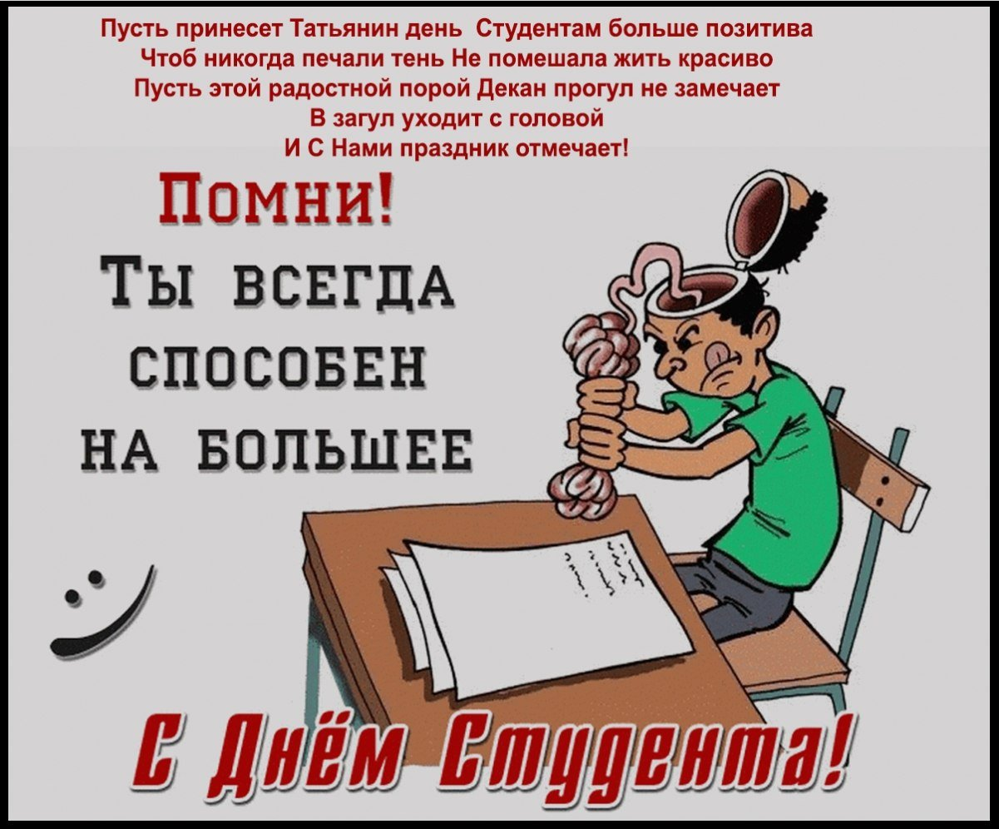 Пусть принесет Татьянин день Студентам больше позитива
Чтоб никогда печали тень Не помешала жить красиво
Пусть этой радостной порой Декан прогул не замечает
В загул уходит с головой
И С Нами праздник отмечает!
Помни!
Ты всегда
способен
на большее
С Днём Студента!